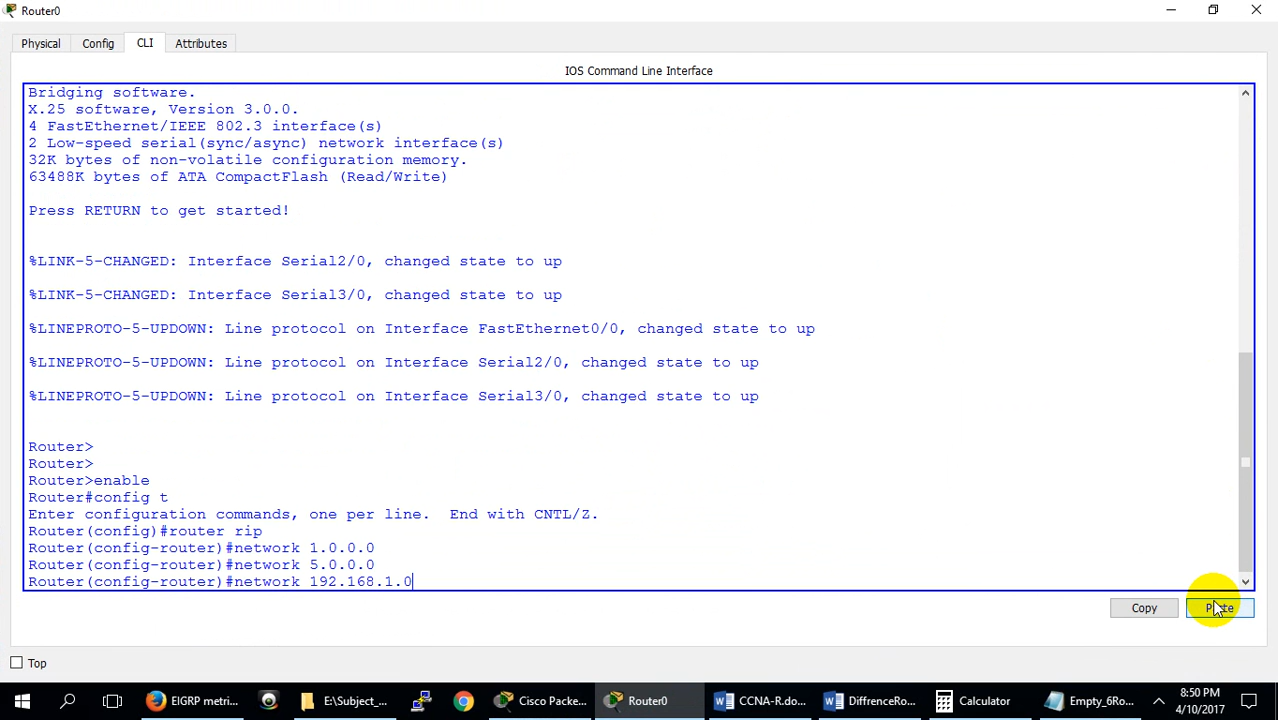 Router0
Physical Config CLI Attributes
IOS Command Line Interface
Bridging software.
X.25 software, Version 3.0.0.
4 FastEthernet/IEEE 802.3 interface(s)
2 Low-speed serial(sync/async) network interface(s)
32K bytes of non-volatile configuration memory.
63488K bytes of ATA CompactFlash (Read/Write)
Press RETURN to get started!
%LINK-5-CHANGED: Interface Serial2/0, changed state to up
%LINK-5-CHANGED: Interface Serial3/0, changed state to up
%LINEPROTO-5-UPDOWN: Line protocol on Interface FastEthernet0/0, changed state to up
%LINEPROTO-5-UPDOWN: Line protocol on Interface Serial2/0, changed state to up
%LINEPROTO-5-UPDOWN: Line protocol on Interface Serial3/0, changed state to up
Router>
Router>
Router>enable
Router#config t
Enter configuration commands, one per line.  End with CNTL/Z.
Router(config)#router rip
Router(config-router)#network 1.0.0.0
Router(config-router)#network 5.0.0.0
Router(config-router)#network 192.168.1.0
Copy Paste
Top
EIGRP metri... E:\Subject_... Cisco Packe... Router0 CCNA-R.do... DiffrenceRo... Calculator Empty_6Ro... 8:50 PM
4/10/2017